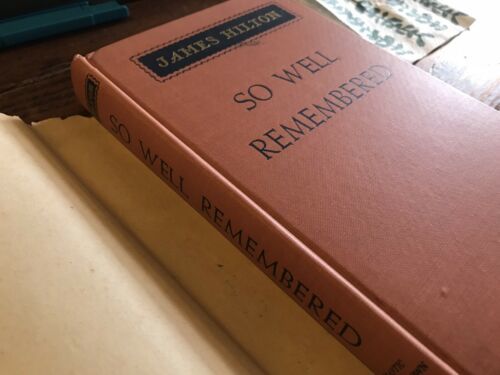 JAMES HILTON
SO WELL
REMEMBERED
SO WELL REMEMBERED